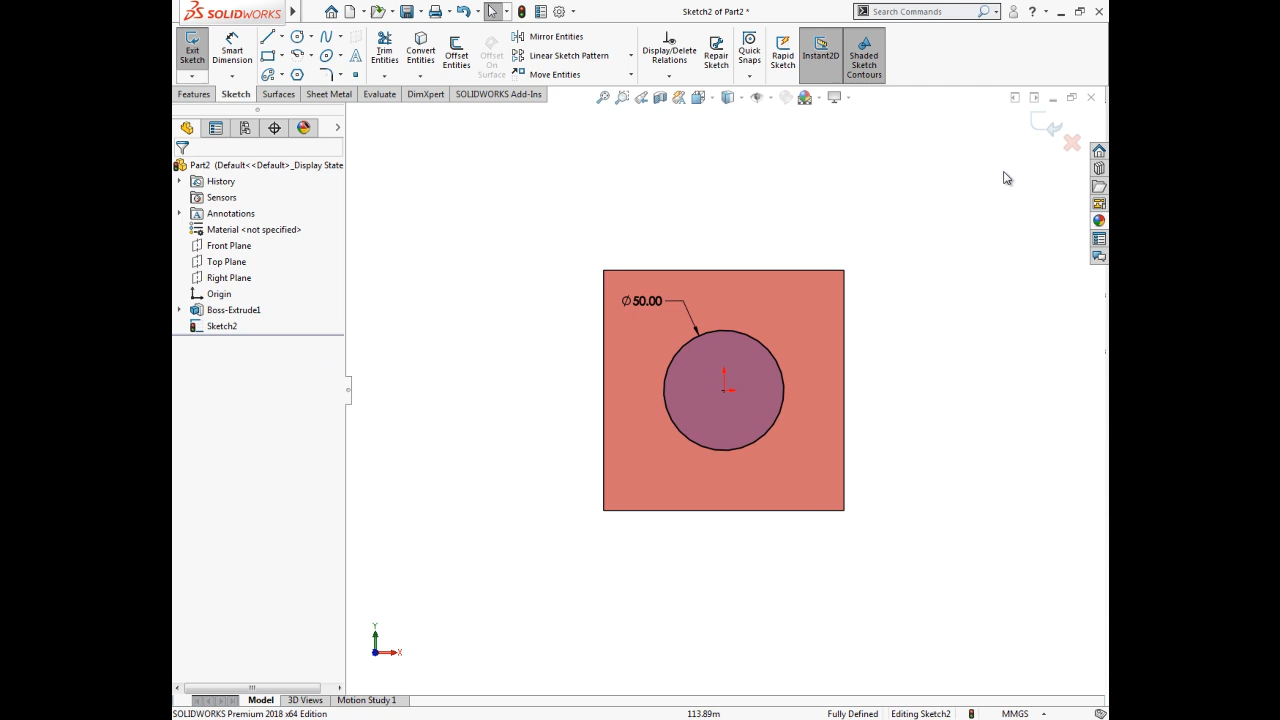 SOLIDWORKS
Sketch2 of Part2 *
Search Commands
Exit Sketch
Smart Dimension
Trim Entities
Convert Entities
Offset Entities
Offset On Surface
Mirror Entities
Linear Sketch Pattern
Move Entities
Display/Delete Relations
Repair Sketch
Quick Snaps
Rapid Sketch
Instant2D
Shaded Sketch Contours
Features
Sketch
Surfaces
Sheet Metal
Evaluate
DimXpert
SOLIDWORKS Add-Ins
Part2 (Default<<Default>_Display State
History
Sensors
Annotations
Material <not specified>
Front Plane
Top Plane
Right Plane
Origin
Boss-Extrude1
Sketch2
Ø50.00
Y
X
Model
3D Views
Motion Study 1
SOLIDWORKS Premium 2018 x64 Edition
113.89m
Fully Defined
Editing Sketch2
MMGS